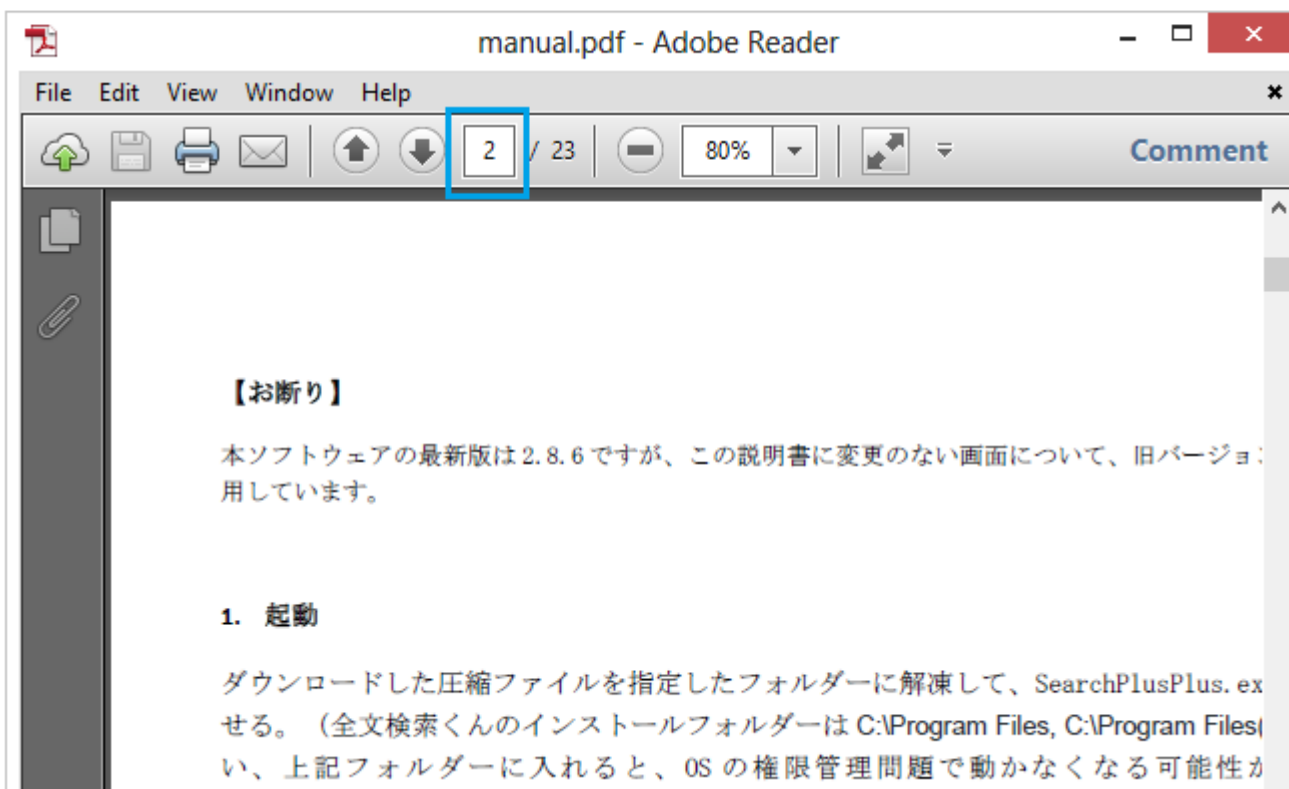 manual.pdf - Adobe Reader
File Edit View Window Help
2 / 23 80% Comment
【お断り】
本ソフトウェアの最新版は2.8.6ですが、この説明書に変更のない画面について、旧バージョ
用しています。
1. 起動
ダウンロードした圧縮ファイルを指定したフォルダーに解凍して、SearchPlusPlus.ex
せる。（全文検索くんのインストールフォルダーは C:\Program Files, C:\Program Files(
い、上記フォルダーに入れると、OSの権限管理問題で動かなくなる可能性が